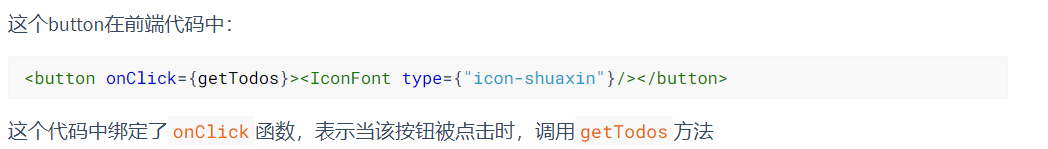 这个button在前端代码中：
<button onClick={getTodos}><IconFont type={"icon-shuaxin"}/></button>
这个代码中绑定了onClick函数，表示当该按钮被点击时，调用getTodos方法